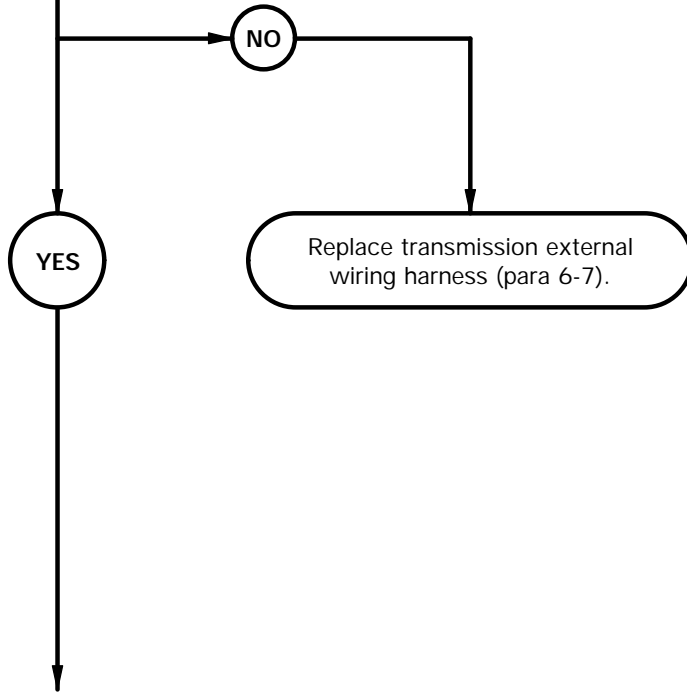 NO
YES
Replace transmission external
wiring harness (para 6-7).